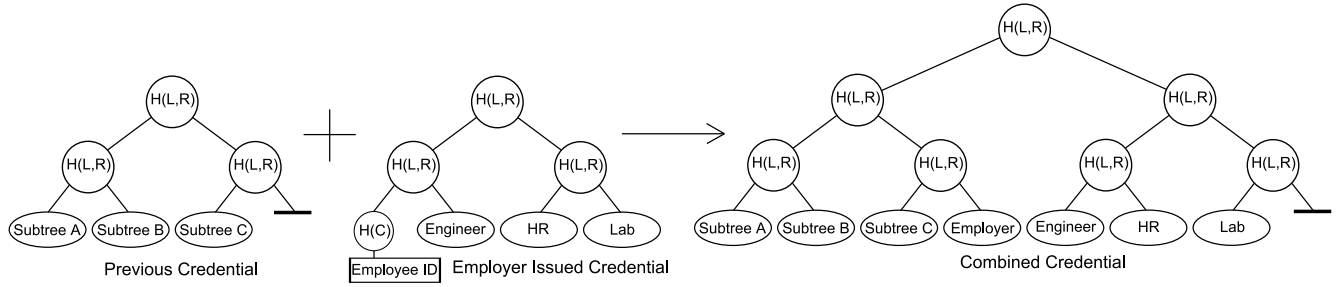 H(L,R)
H(L,R)
H(L,R)
Subtree A
Subtree B
Subtree C
Previous Credential
H(L,R)
H(L,R)
H(L,R)
H(C)
Engineer
HR
Lab
Employee ID
Employer Issued Credential
H(L,R)
H(L,R)
H(L,R)
H(L,R)
H(L,R)
H(L,R)
H(L,R)
Subtree A
Subtree B
Subtree C
Employer
Engineer
HR
Lab
Combined Credential